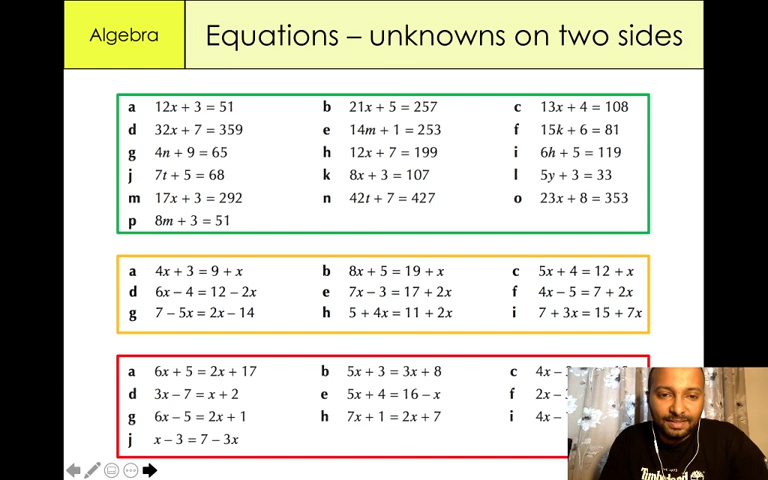 Algebra
Equations – unknowns on two sides
a 12x + 3 = 51 b 21x + 5 = 257 c 13x + 4 = 108
d 32x + 7 = 359 e 14m + 1 = 253 f 15k + 6 = 81
g 4n + 9 = 65 h 12x + 7 = 199 i 6h + 5 = 119
j 7t + 5 = 68 k 8x + 3 = 107 l 5y + 3 = 33
m 17x + 3 = 292 n 42t + 7 = 427 o 23x + 8 = 353
p 8m + 3 = 51
a 4x + 3 = 9 + x b 8x + 5 = 19 + x c 5x + 4 = 12 + x
d 6x – 4 = 12 – 2x e 7x – 3 = 17 + 2x f 4x – 5 = 7 + 2x
g 7 – 5x = 2x – 14 h 5 + 4x = 11 + 2x i 7 + 3x = 15 + 7x
a 6x + 5 = 2x + 17 b 5x + 3 = 3x + 8 c 4x –
d 3x – 7 = x + 2 e 5x + 4 = 16 – x f 2x –
g 6x – 5 = 2x + 1 h 7x + 1 = 2x + 7 i 4x –
j x – 3 = 7 – 3x
Timberland